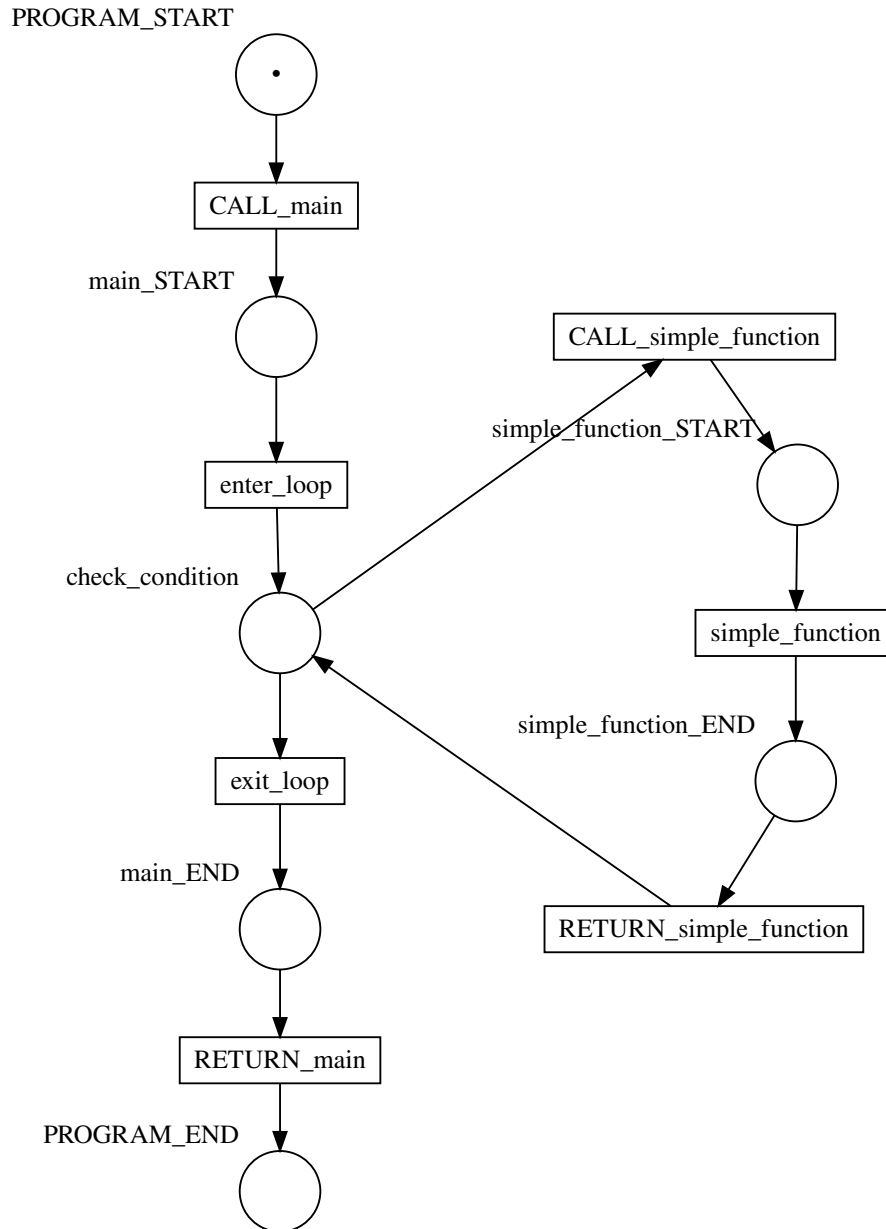 PROGRAM_START
CALL_main
main_START
CALL_simple_function
simple_function_START
enter_loop
check_condition
simple_function
simple_function_END
exit_loop
main_END
RETURN_simple_function
RETURN_main
PROGRAM_END